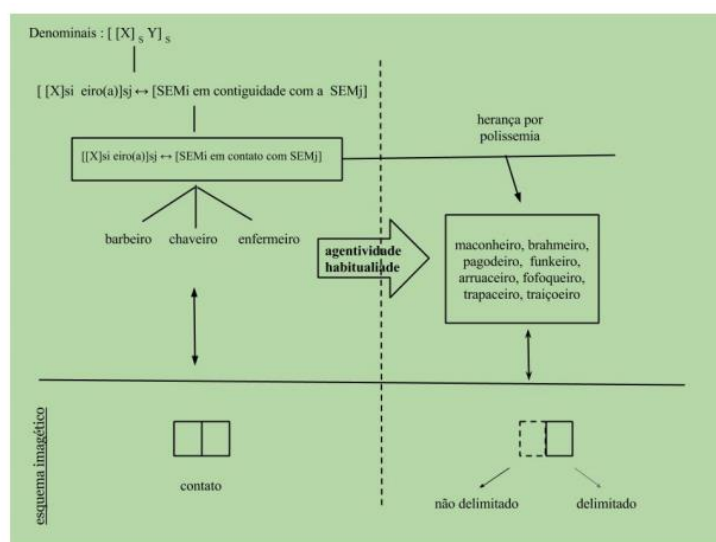 Denominais : [ [X] S Y] S
[ [X]si eiro(a)]sj ↔ [SEMi em contiguidade com a SEMj]
[[X]si eiro(a)]sj ↔ [SEMi em contato com SEMj]
herança por
polissemia
barbeiro chaveiro enfermeiro
agentividade
habitualiade
maconheiro, brahmeiro,
pagodeiro, funkeiro,
arruaceiro, fofoqueiro,
trapaceiro, traiçoeiro
esquema imagético
contato
não delimitado
delimitado